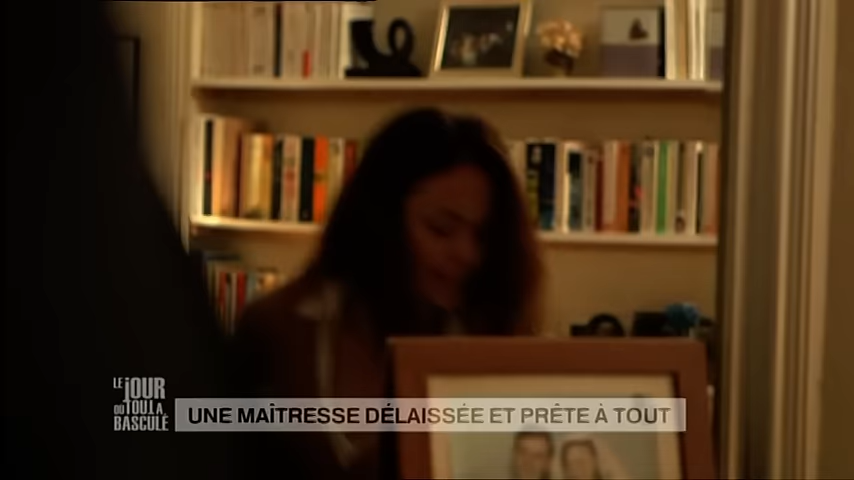 LE JOUR
OÙ TOUT A
BASCULÉ
UNE MAÎTRESSE DÉLAISSÉE ET PRÊTE À TOUT